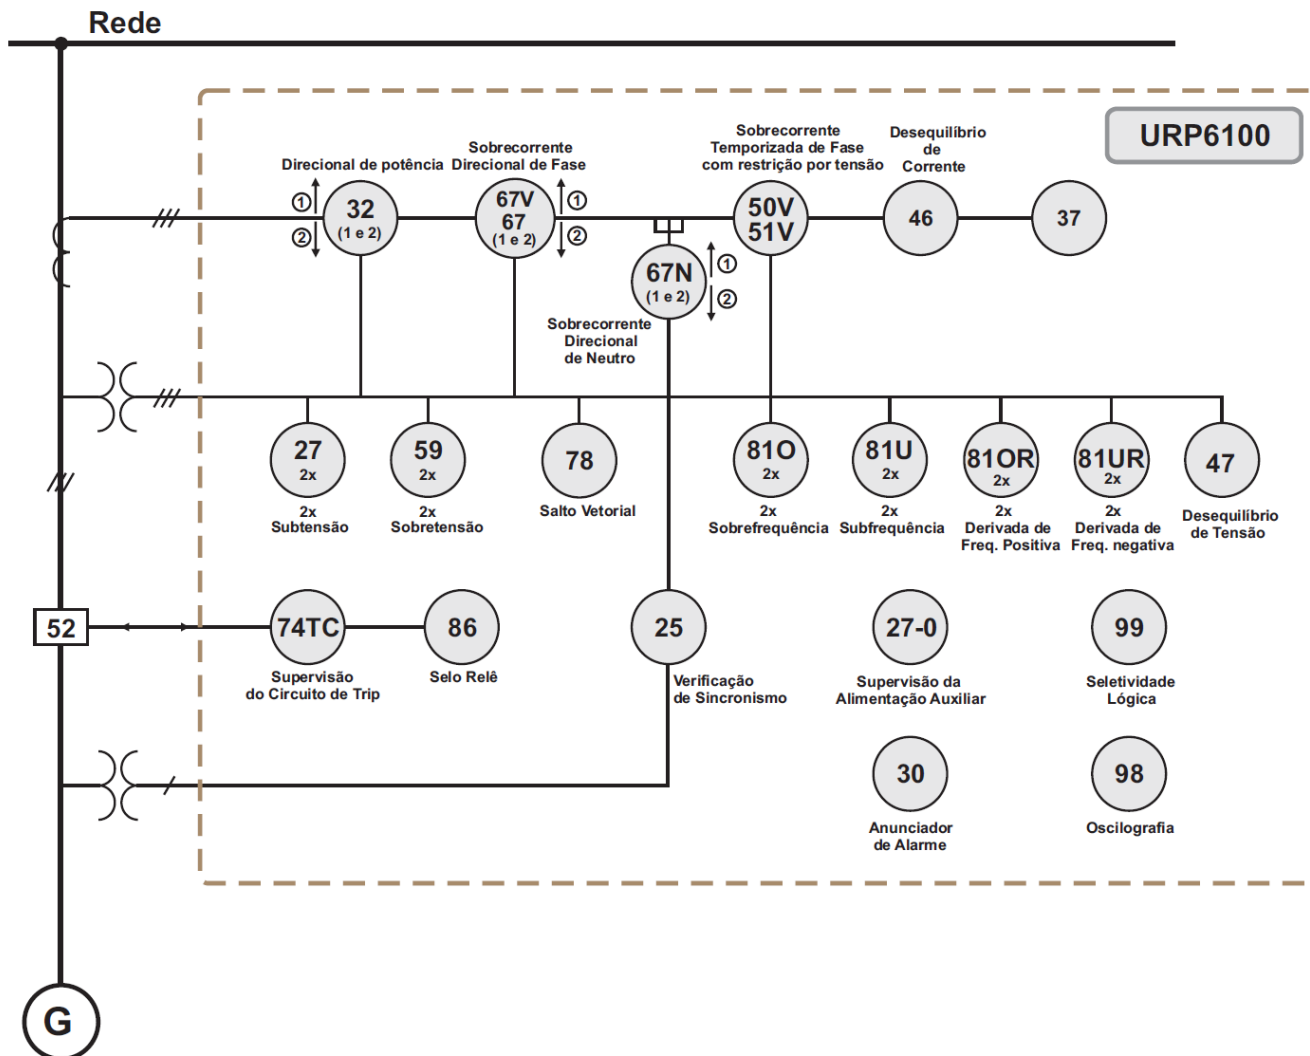 Rede
URP6100
Direcional de potência
Sobrecorrente
Direcional de Fase
Sobrecorrente
Temporizada de Fase
com restrição por tensão
Desequilíbrio
de
Corrente
1
2
32
(1 e 2)
67V
67
(1 e 2)
1
2
50V
51V
46
37
67N
(1 e 2)
1
2
Sobrecorrente
Direcional
de Neutro
27
2x
2x
Subtensão
59
2x
2x
Sobretensão
78
Salto Vetorial
81O
2x
2x
Sobrefrequência
81U
2x
2x
Subfrequência
81OR
2x
2x
Derivada de
Freq. Positiva
81UR
2x
2x
Derivada de
Freq. negativa
47
Desequilíbrio
de Tensão
52
74TC
Supervisão
do Circuito de Trip
86
Selo Relê
25
Verificação
de Sincronismo
27-0
Supervisão da
Alimentação Auxiliar
99
Seletividade
Lógica
30
Anunciador
de Alarme
98
Oscilografia
G